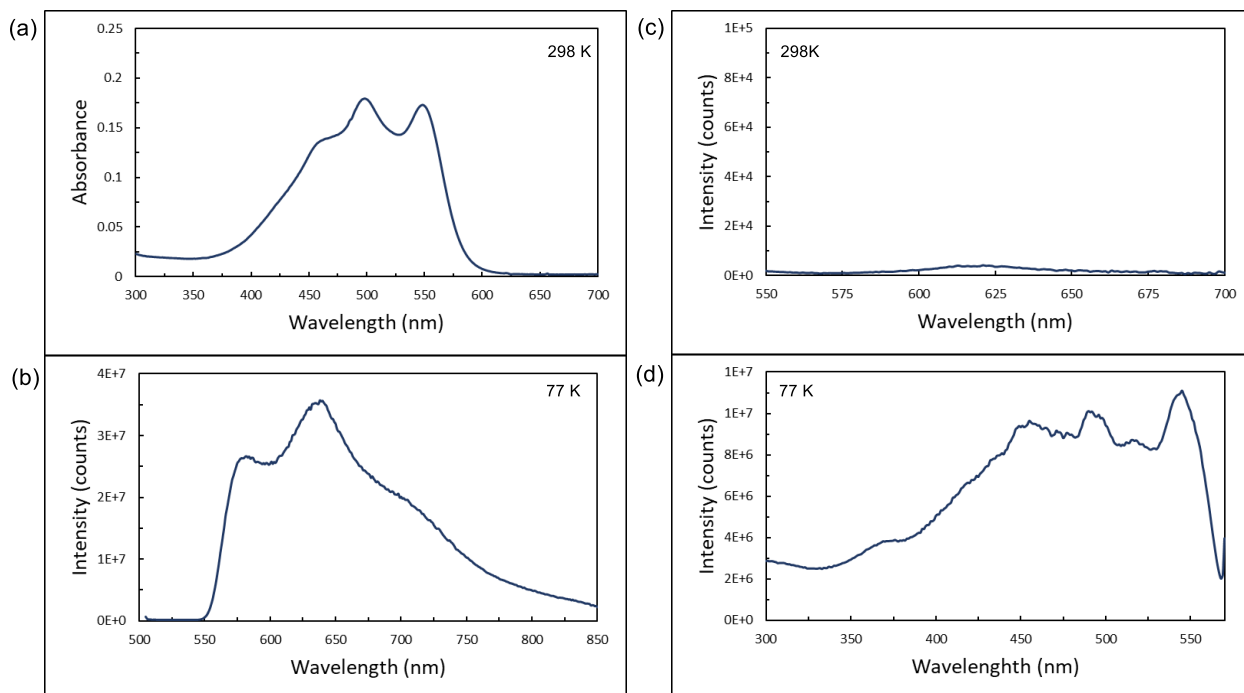 (a)
298 K
0.25
0.2
0.15
0.1
0.05
0
Absorbance
300 350 400 450 500 550 600 650 700
Wavelength (nm)
(c)
298K
1E+5
8E+4
6E+4
4E+4
2E+4
0E+0
Intensity (counts)
550 575 600 625 650 675 700
Wavelength (nm)
(b)
77 K
4E+7
3E+7
2E+7
1E+7
0E+0
Intensity (counts)
500 550 600 650 700 750 800 850
Wavelength (nm)
(d)
77 K
1E+7
1E+7
8E+6
6E+6
4E+6
2E+6
0E+0
Intensity (counts)
300 350 400 450 500 550
Wavelenghth (nm)